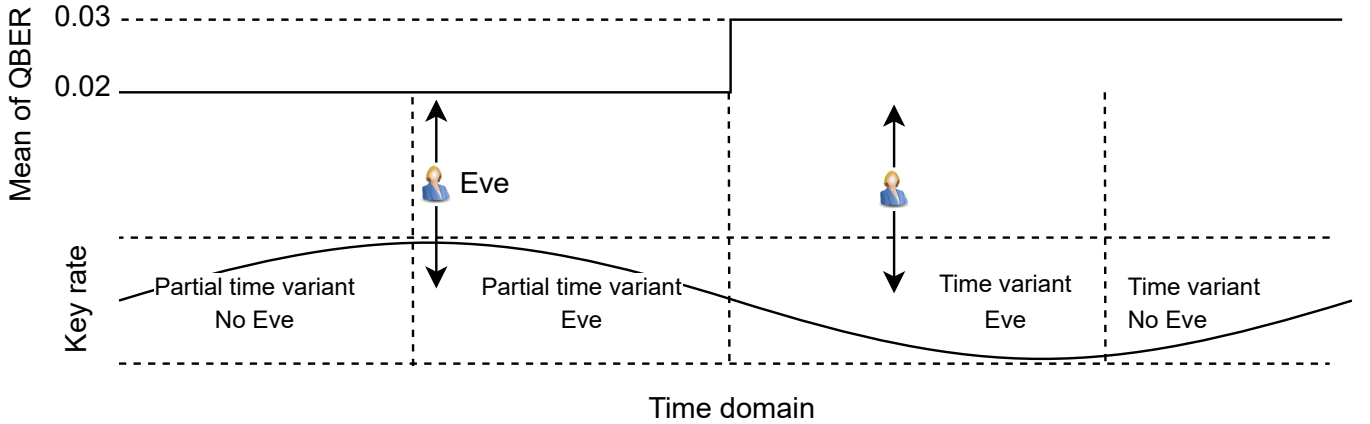 Mean of QBER
0.03
0.02
Eve
Key rate
Partial time variant
No Eve
Partial time variant
Eve
Time variant
Eve
Time variant
No Eve
Time domain